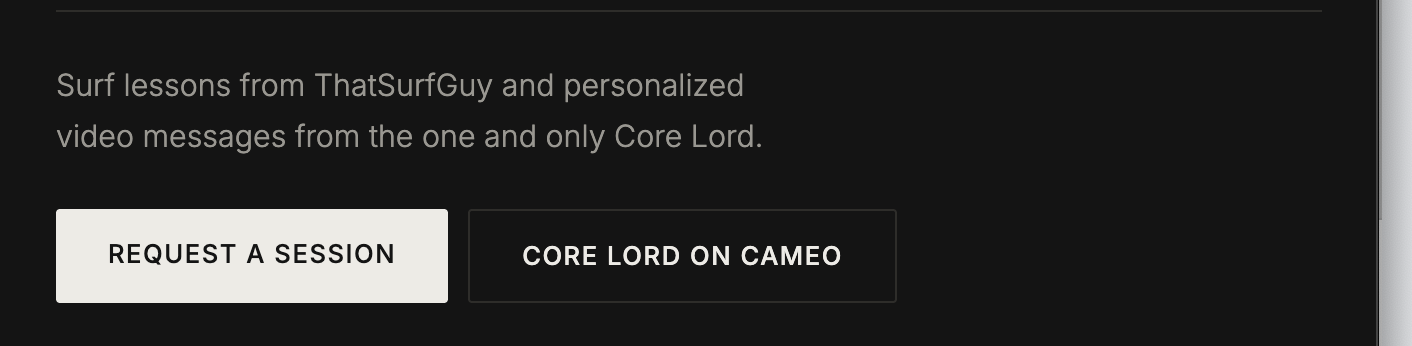 Surf lessons from ThatSurfGuy and personalized
video messages from the one and only Core Lord.
REQUEST A SESSION
CORE LORD ON CAMEO